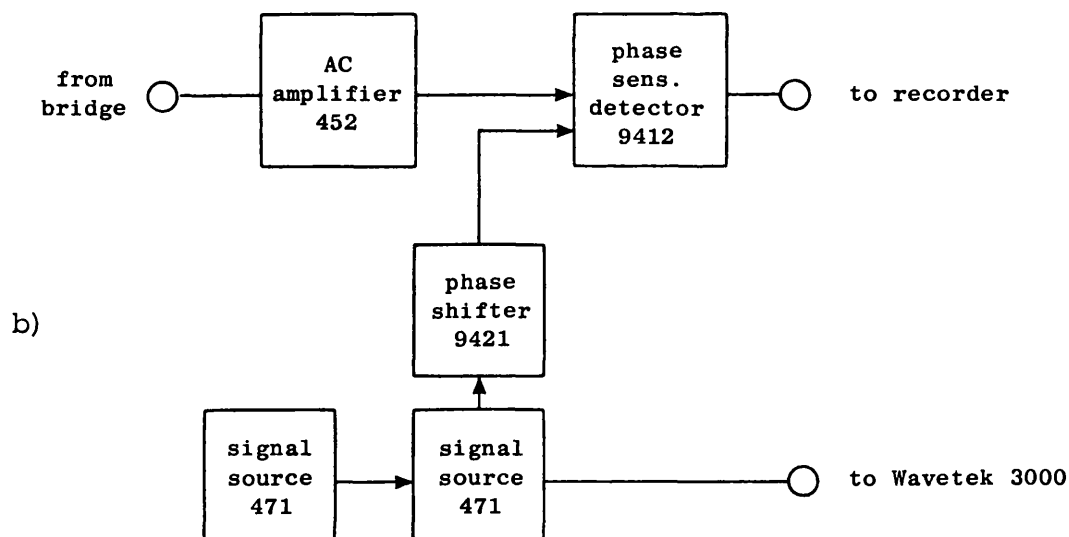 from
bridge
AC
amplifier
452
phase
sens.
detector
9412
to recorder
phase
shifter
9421
b)
signal
source
471
signal
source
471
to Wavetek 3000